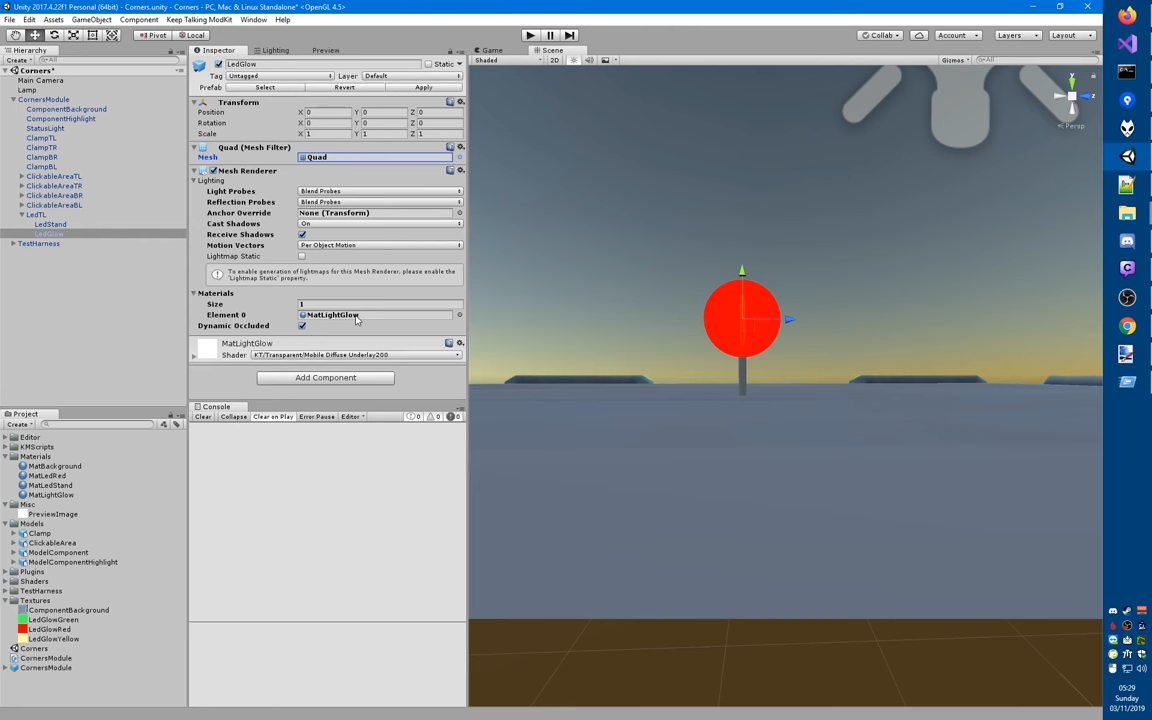 Unity 2017.4.22f1 Personal (64bit) - Corners.unity - Corners - PC, Mac & Linux Standalone* <OpenGL 4.5>
File Edit Assets GameObject Component Keep Talking ModKit Window Help
Pivot Local Collab Account Layers Layout
Hierarchy
Create All
Corners*
Main Camera
Lamp
CornersModule
ComponentBackground
ComponentHighlight
StatusLight
ClampTL
ClampTR
ClampBR
ClampBL
ClickableAreaTL
ClickableAreaTR
ClickableAreaBR
ClickableAreaBL
LedTL
LedStand
LedGlow
TestHarness
Inspector Lighting Preview
LedGlow Static
Tag Untagged Layer Default
Prefab Select Revert Apply
Transform
Position X 0 Y 0 Z 0
Rotation X 0 Y 0 Z 0
Scale X 1 Y 1 Z 1
Quad (Mesh Filter)
Mesh Quad
Mesh Renderer
Lighting
Light Probes Blend Probes
Reflection Probes Blend Probes
Anchor Override None (Transform)
Cast Shadows On
Receive Shadows
Motion Vectors Per Object Motion
Lightmap Static
To enable generation of lightmaps for this Mesh Renderer, please enable the 'Lightmap Static' property.
Materials
Size 1
Element 0 MatLightGlow
Dynamic Occluded
MatLightGlow
Shader KT/Transparent/Mobile Diffuse Underlay200
Add Component
Game Scene
Shaded 2D Gizmos All
y
z
Persp
Project
Create
Editor
KMScripts
Materials
MatBackground
MatLedRed
MatLedStand
MatLightGlow
Misc
PreviewImage
Models
Clamp
ClickableArea
ModelComponent
ModelComponentHighlight
Plugins
Shaders
TestHarness
Textures
ComponentBackground
LedGlowGreen
LedGlowRed
LedGlowYellow
Corners
CornersModule
CornersModule
Console
Clear Collapse Clear on Play Error Pause Editor 0 0 0
05:29
Sunday
03/11/2019